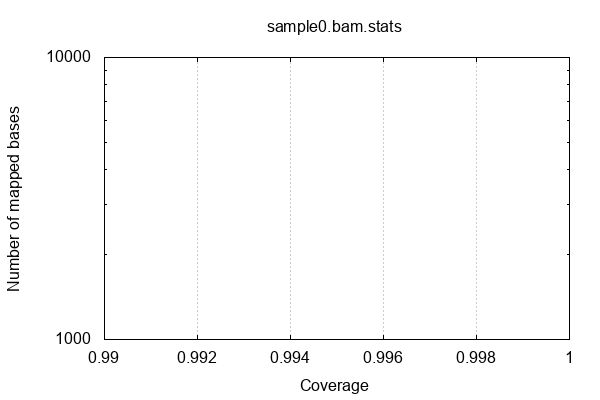 sample0.bam.stats
10000
Number of mapped bases
1000
0.99 0.992 0.994 0.996 0.998 1
Coverage